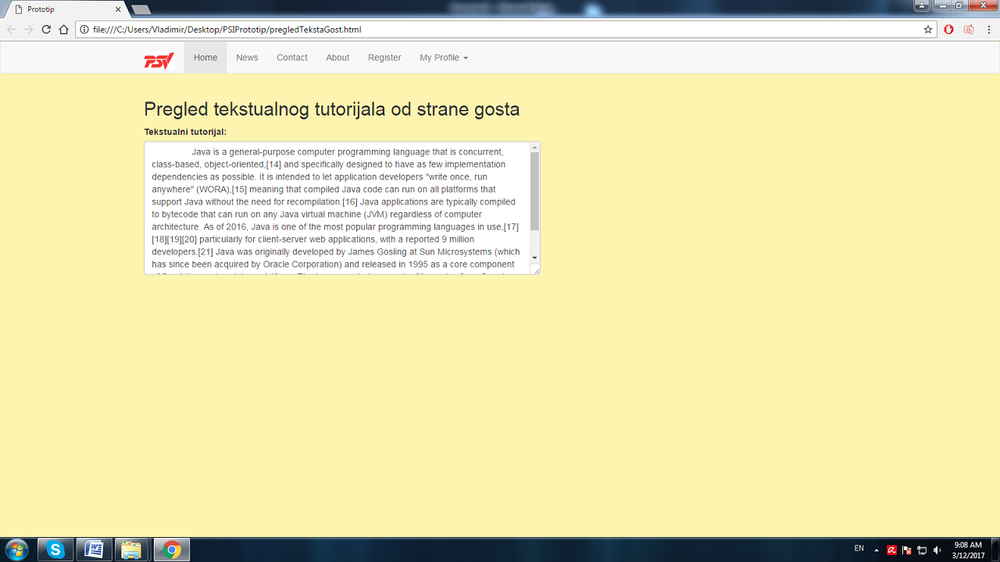 Prototip
file:///C:/Users/Vladimir/Desktop/PSIPrototip/pregledTekstaGost.html
PSV Home News Contact About Register My Profile
Pregled tekstualnog tutorijala od strane gosta
Tekstualni tutorijal:
Java is a general-purpose computer programming language that is concurrent,
class-based, object-oriented,[14] and specifically designed to have as few implementation
dependencies as possible. It is intended to let application developers "write once, run
anywhere" (WORA),[15] meaning that compiled Java code can run on all platforms that
support Java without the need for recompilation.[16] Java applications are typically compiled
to bytecode that can run on any Java virtual machine (JVM) regardless of computer
architecture. As of 2016, Java is one of the most popular programming languages in use,[17]
[18][19][20] particularly for client-server web applications, with a reported 9 million
developers.[21] Java was originally developed by James Gosling at Sun Microsystems (which
has since been acquired by Oracle Corporation) and released in 1995 as a core component
EN
9:08 AM
3/12/2017